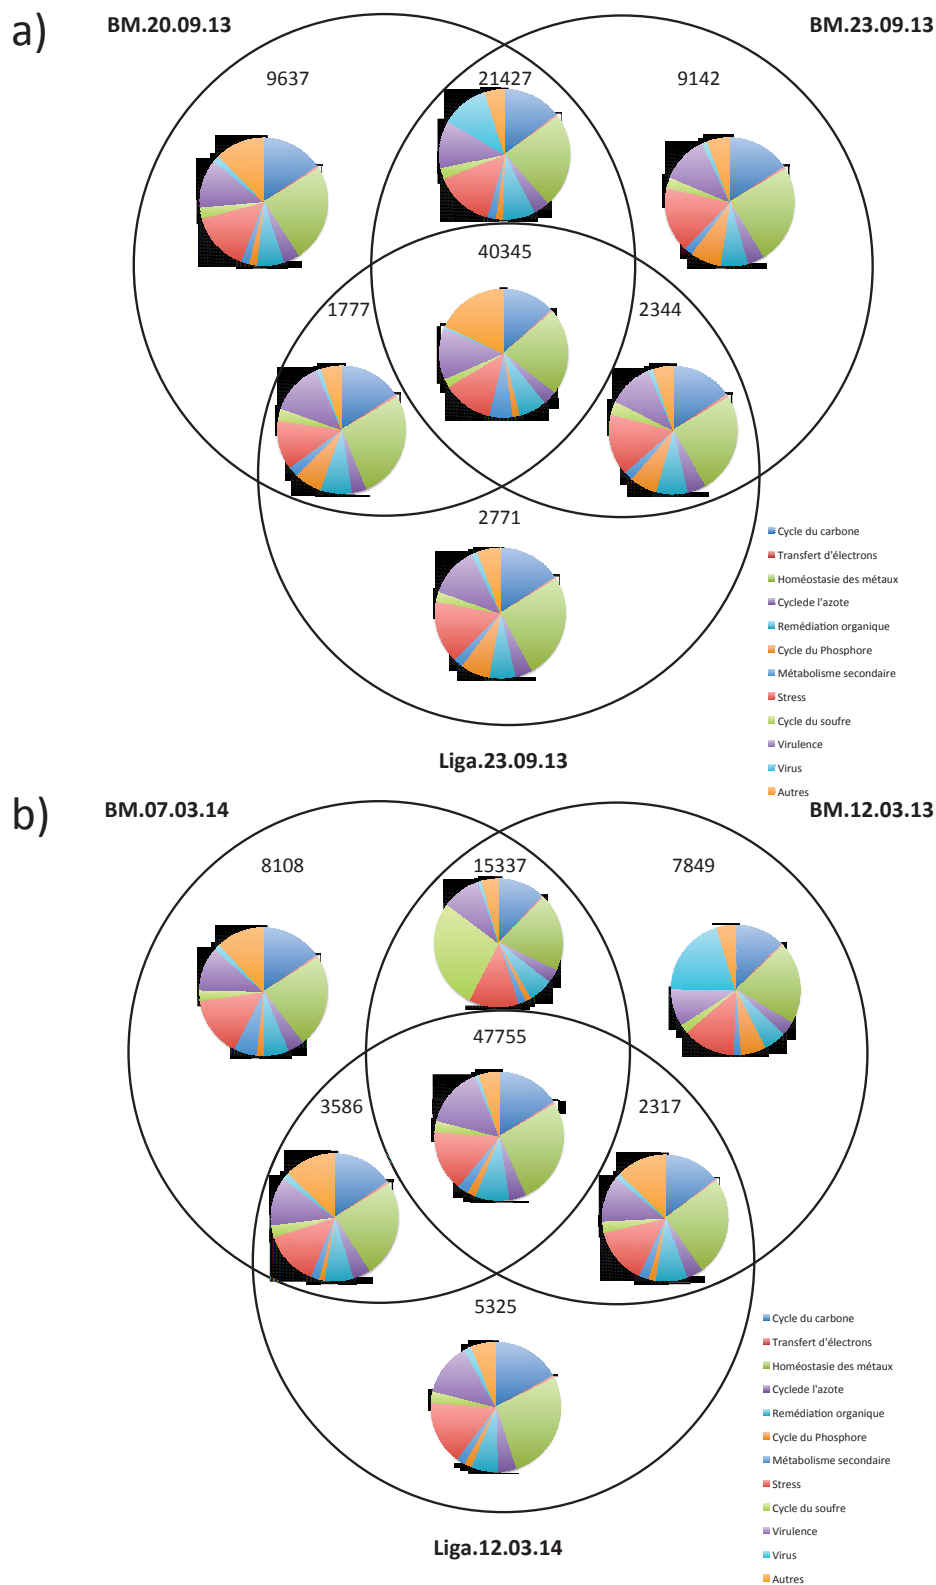 a)
BM.20.09.13
BM.23.09.13
9637
21427
9142
40345
1777
2344
2771
Cycle du carbone
Transfert d'électrons
Homéostasie des métaux
Cyclede l'azote
Remédiation organique
Cycle du Phosphore
Métabolisme secondaire
Stress
Cycle du soufre
Virulence
Virus
Autres
Liga.23.09.13
b)
BM.07.03.14
BM.12.03.13
8108
15337
7849
47755
3586
2317
5325
Cycle du carbone
Transfert d'électrons
Homéostasie des métaux
Cyclede l'azote
Remédiation organique
Cycle du Phosphore
Métabolisme secondaire
Stress
Cycle du soufre
Virulence
Virus
Autres
Liga.12.03.14